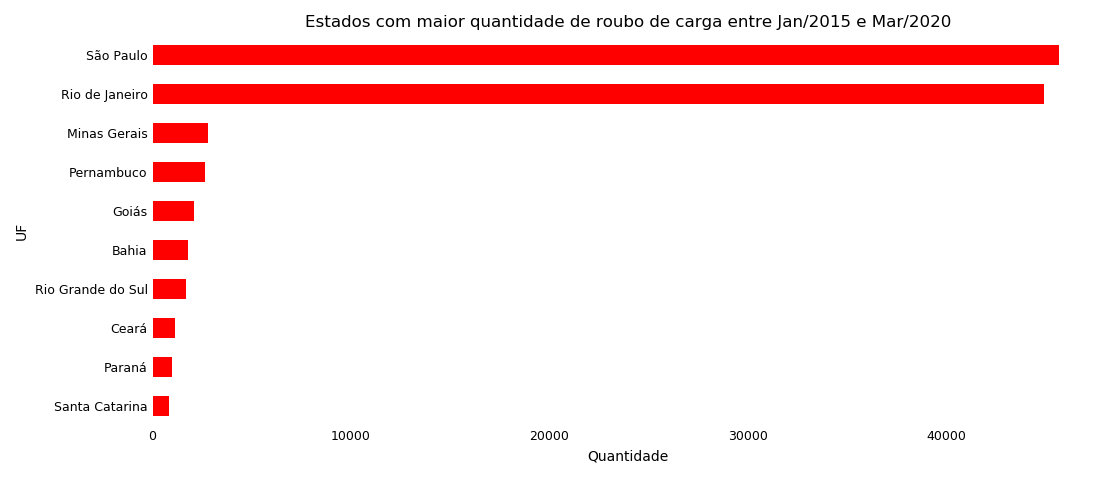 Estados com maior quantidade de roubo de carga entre Jan/2015 e Mar/2020
São Paulo
Rio de Janeiro
Minas Gerais
Pernambuco
Goiás
UF
Bahia
Rio Grande do Sul
Ceará
Paraná
Santa Catarina
0 10000 20000 30000 40000
Quantidade